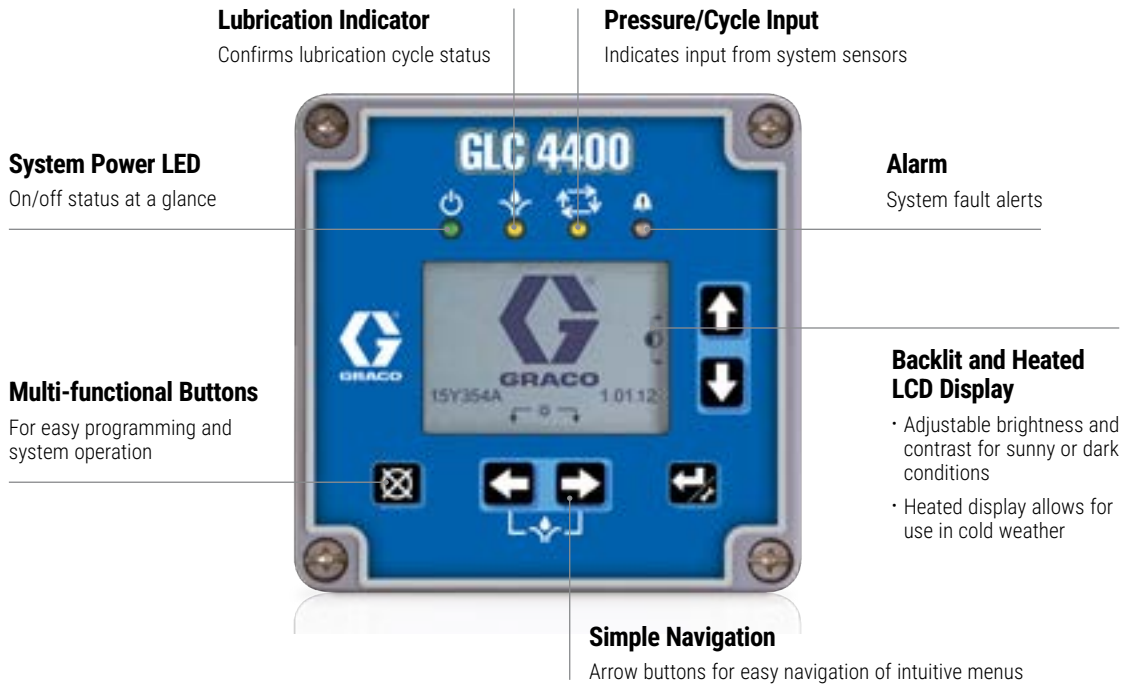 Lubrication Indicator
Confirms lubrication cycle status
Pressure/Cycle Input
Indicates input from system sensors
System Power LED
On/off status at a glance
Alarm
System fault alerts
GLC 4400
GRACO
GRACO
15Y354A 1.01.12
Multi-functional Buttons
For easy programming and
system operation
Backlit and Heated
LCD Display
· Adjustable brightness and
contrast for sunny or dark
conditions
· Heated display allows for
use in cold weather
Simple Navigation
Arrow buttons for easy navigation of intuitive menus